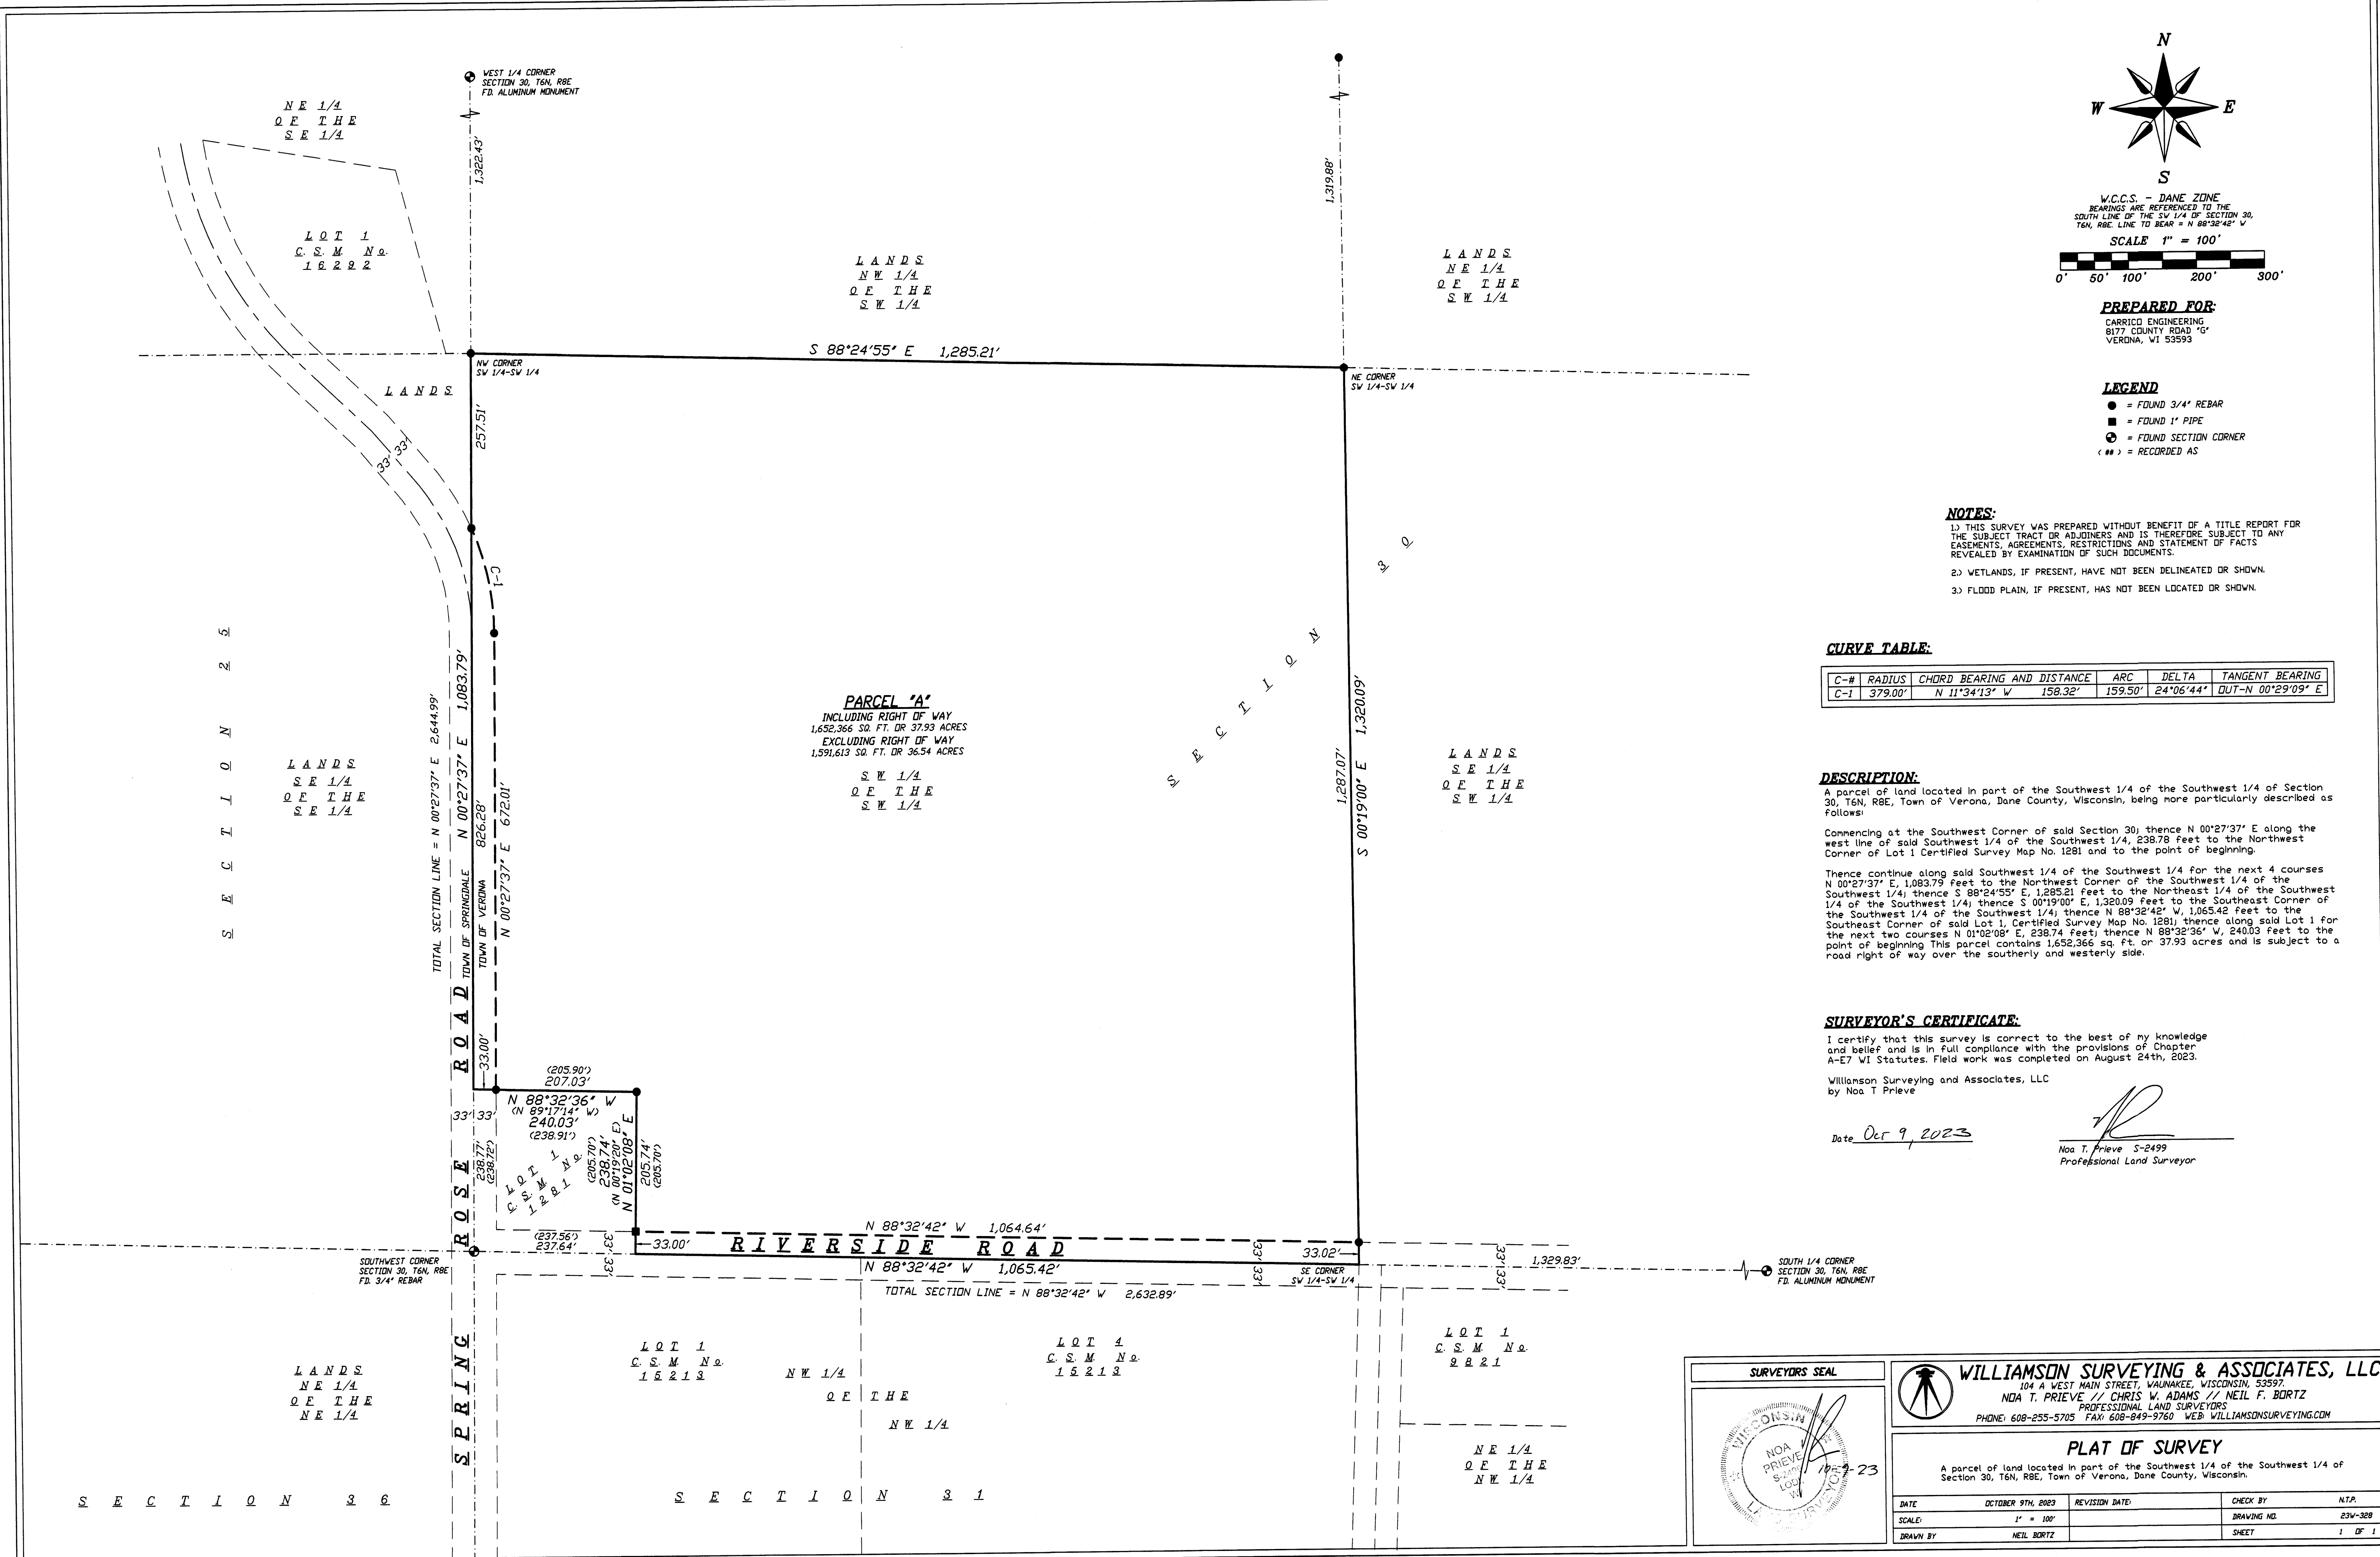 WEST 1/4 CORNER
SECTION 30, T6N, R8E
FD. ALUMINUM MONUMENT
1,322.43'
1,319.88'
NE 1/4
OF THE
SE 1/4
LOT 1
C.S.M. No.
16292
LANDS
NW 1/4
OF THE
SW 1/4
LANDS
NE 1/4
OF THE
SW 1/4
S 88°24'55" E 1,285.21'
NW CORNER
SW 1/4-SW 1/4
NE CORNER
SW 1/4-SW 1/4
LANDS
257.51'
33' 33'
C-1
SECTION 25
SECTION 30
LANDS
SE 1/4
OF THE
SE 1/4
TOTAL SECTION LINE = N 00°27'37" E 2,644.99'
N 00°27'37" E 1,083.79'
TOWN OF SPRINGDALE
TOWN OF VERONA
826.28'
N 00°27'37" E 672.01'
PARCEL "A"
INCLUDING RIGHT OF WAY
1,652,366 SQ. FT. OR 37.93 ACRES
EXCLUDING RIGHT OF WAY
1,591,613 SQ. FT. OR 36.54 ACRES
SW 1/4
OF THE
SW 1/4
1,287.07'
S 00°19'00" E 1,320.09'
LANDS
SE 1/4
OF THE
SW 1/4
SPRING ROSE ROAD
33.00'
(205.90')
207.03'
N 88°32'36" W
(N 89°17'14" W)
240.03'
(238.91')
33' 33'
238.77'
(238.72')
LOT 1
C.S.M. No.
1281
(205.70')
238.74'
(N 00°19'20" E)
N 01°02'08" E
205.74'
(205.70')
(237.56')
237.64'
33' 33'
33.00'
N 88°32'42" W 1,064.64'
RIVERSIDE ROAD
N 88°32'42" W 1,065.42'
33' 33'
33.02'
SE CORNER
SW 1/4-SW 1/4
33' 33'
1,329.83'
SOUTHWEST CORNER
SECTION 30, T6N, R8E
FD. 3/4" REBAR
SOUTH 1/4 CORNER
SECTION 30, T6N, R8E
FD. ALUMINUM MONUMENT
TOTAL SECTION LINE = N 88°32'42" W 2,632.89'
LANDS
NE 1/4
OF THE
NE 1/4
LOT 1
C.S.M. No.
15213
NW 1/4
OF THE
NW 1/4
LOT 4
C.S.M. No.
15213
LOT 1
C.S.M. No.
9821
NE 1/4
OF THE
NW 1/4
SECTION 36
SECTION 31
N
W E
S
W.C.C.S. - DANE ZONE
BEARINGS ARE REFERENCED TO THE
SOUTH LINE OF THE SW 1/4 OF SECTION 30,
T6N, R8E. LINE TO BEAR = N 88°32'42" W
SCALE 1" = 100'
0' 50' 100' 200' 300'
PREPARED FOR:
CARRICO ENGINEERING
8177 COUNTY ROAD "G"
VERONA, WI 53593
LEGEND
= FOUND 3/4" REBAR
= FOUND 1" PIPE
= FOUND SECTION CORNER
( ## ) = RECORDED AS
NOTES:
1.) THIS SURVEY WAS PREPARED WITHOUT BENEFIT OF A TITLE REPORT FOR
THE SUBJECT TRACT OR ADJOINERS AND IS THEREFORE SUBJECT TO ANY
EASEMENTS, AGREEMENTS, RESTRICTIONS AND STATEMENT OF FACTS
REVEALED BY EXAMINATION OF SUCH DOCUMENTS.
2.) WETLANDS, IF PRESENT, HAVE NOT BEEN DELINEATED OR SHOWN.
3.) FLOOD PLAIN, IF PRESENT, HAS NOT BEEN LOCATED OR SHOWN.
CURVE TABLE:
C-# RADIUS CHORD BEARING AND DISTANCE ARC DELTA TANGENT BEARING
C-1 379.00' N 11°34'13" W 158.32' 159.50' 24°06'44" OUT-N 00°29'09" E
DESCRIPTION:
A parcel of land located in part of the Southwest 1/4 of the Southwest 1/4 of Section
30, T6N, R8E, Town of Verona, Dane County, Wisconsin, being more particularly described as
follows:
Commencing at the Southwest Corner of said Section 30; thence N 00°27'37" E along the
west line of said Southwest 1/4 of the Southwest 1/4, 238.78 feet to the Northwest
Corner of Lot 1 Certified Survey Map No. 1281 and to the point of beginning.
Thence continue along said Southwest 1/4 of the Southwest 1/4 for the next 4 courses
N 00°27'37" E, 1,083.79 feet to the Northwest Corner of the Southwest 1/4 of the
Southwest 1/4; thence S 88°24'55" E, 1,285.21 feet to the Northeast 1/4 of the Southwest
1/4 of the Southwest 1/4; thence S 00°19'00" E, 1,320.09 feet to the Southeast Corner of
the Southwest 1/4 of the Southwest 1/4; thence N 88°32'42" W, 1,065.42 feet to the
Southeast Corner of said Lot 1, Certified Survey Map No. 1281; thence along said Lot 1 for
the next two courses N 01°02'08" E, 238.74 feet; thence N 88°32'36" W, 240.03 feet to the
point of beginning This parcel contains 1,652,366 sq. ft. or 37.93 acres and is subject to a
road right of way over the southerly and westerly side.
SURVEYOR'S CERTIFICATE:
I certify that this survey is correct to the best of my knowledge
and belief and is in full compliance with the provisions of Chapter
A-E7 WI Statutes. Field work was completed on August 24th, 2023.
Williamson Surveying and Associates, LLC
by Noa T Prieve
Date Oct 9, 2023
Noa T. Prieve S-2499
Professional Land Surveyor
SURVEYORS SEAL
WISCONSIN
NOA
PRIEVE
S-2499
LODI
WI
LAND SURVEYOR
10-9-23
WILLIAMSON SURVEYING & ASSOCIATES, LLC
104 A WEST MAIN STREET, WAUNAKEE, WISCONSIN, 53597.
NOA T. PRIEVE // CHRIS W. ADAMS // NEIL F. BORTZ
PROFESSIONAL LAND SURVEYORS
PHONE: 608-255-5705 FAX: 608-849-9760 WEB: WILLIAMSONSURVEYING.COM
PLAT OF SURVEY
A parcel of land located in part of the Southwest 1/4 of the Southwest 1/4 of
Section 30, T6N, R8E, Town of Verona, Dane County, Wisconsin.
DATE OCTOBER 9TH, 2023 REVISION DATE: CHECK BY N.T.P.
SCALE: 1" = 100' DRAWING NO. 23W-328
DRAWN BY NEIL BORTZ SHEET 1 OF 1